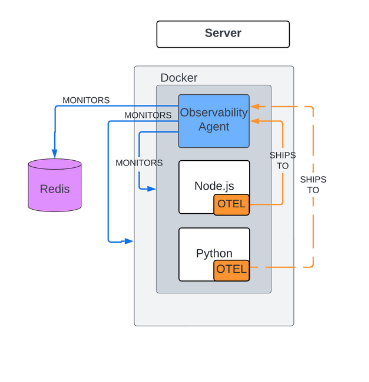 Server
Docker
MONITORS
Observability
Agent
MONITORS
MONITORS
SHIPS
TO
Redis
Node.js
OTEL
SHIPS
TO
Python
OTEL